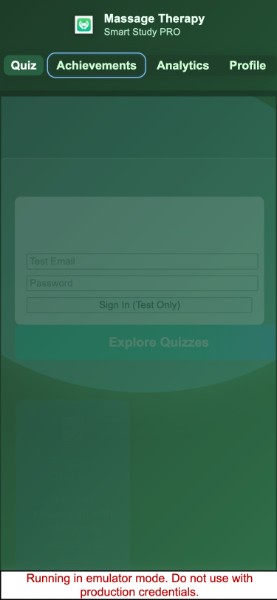 Massage Therapy
Smart Study PRO
Quiz
Achievements
Analytics
Profile
Test Email
Password
Sign In (Test Only)
Explore Quizzes
Running in emulator mode. Do not use with
production credentials.